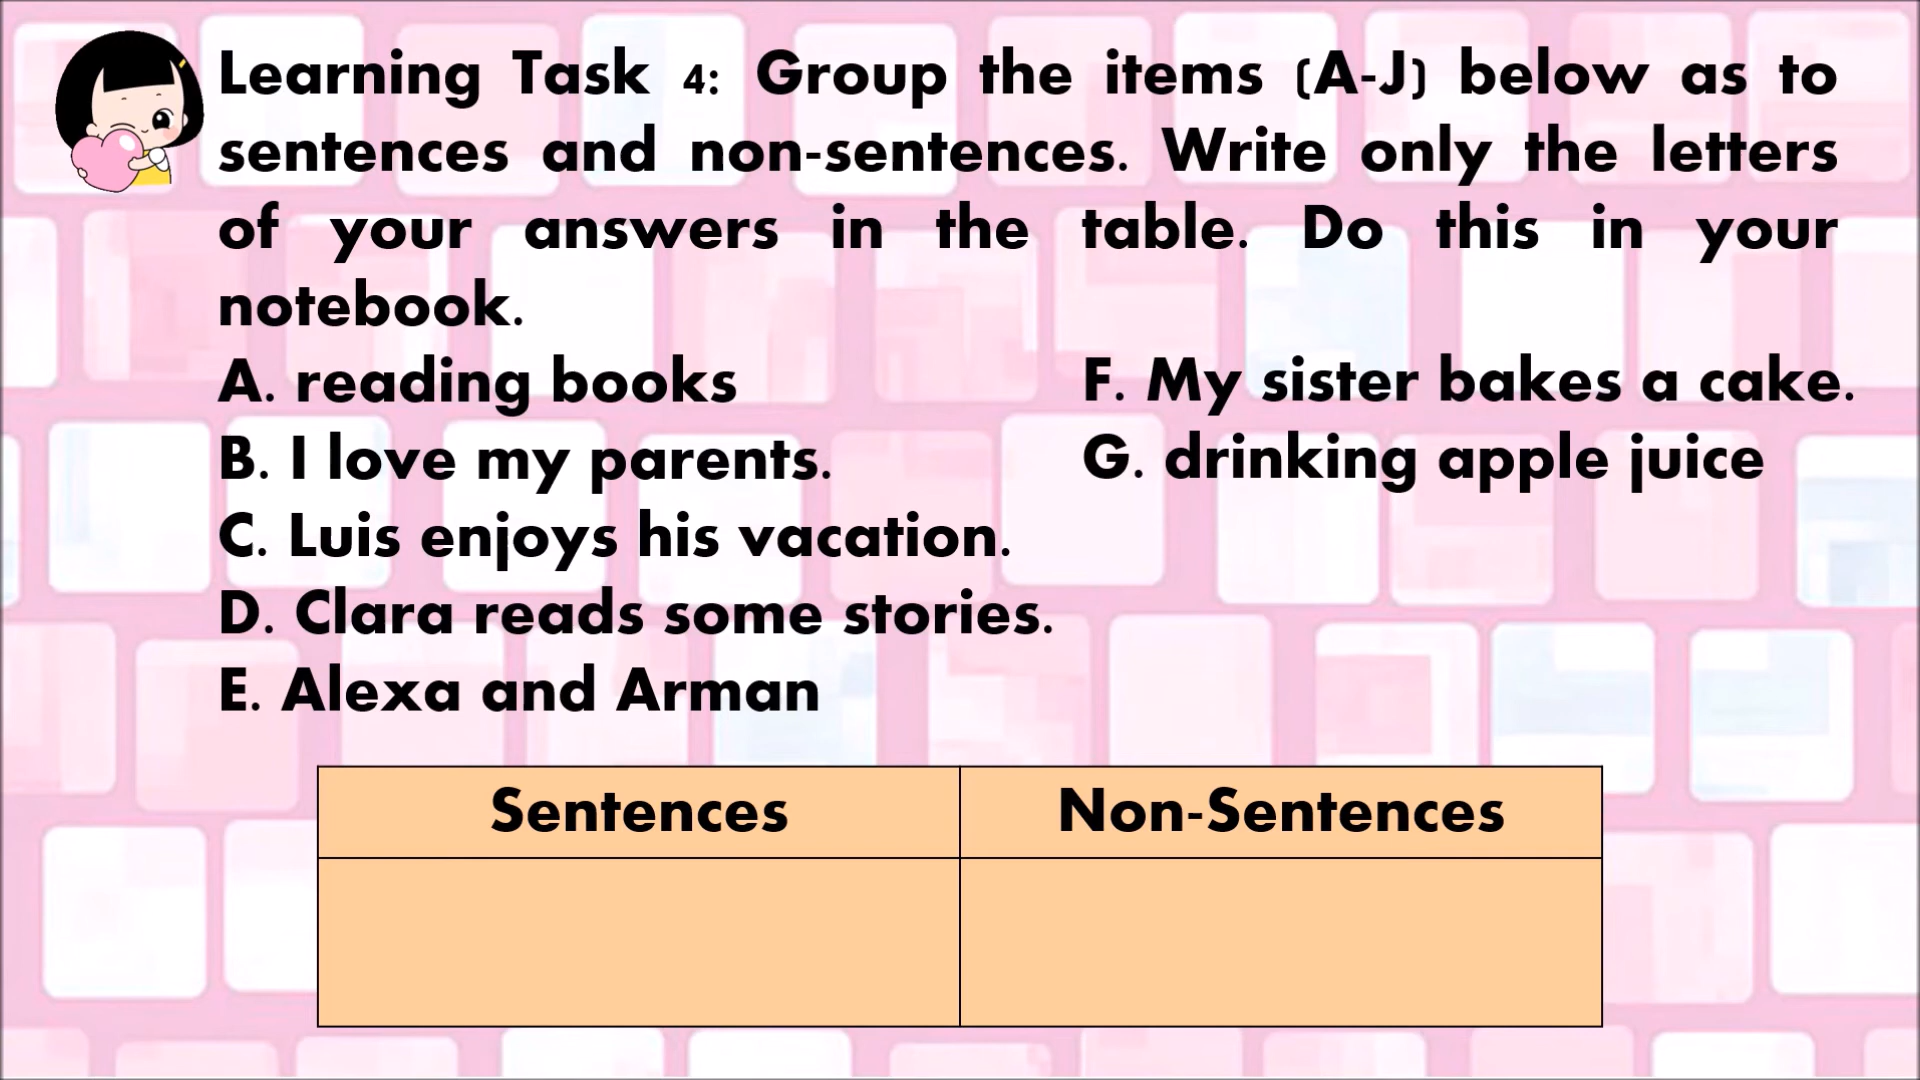 Learning Task 4: Group the items (A-J) below as to
sentences and non-sentences. Write only the letters
of your answers in the table. Do this in your
notebook.
A. reading books
B. I love my parents.
C. Luis enjoys his vacation.
D. Clara reads some stories.
E. Alexa and Arman
F. My sister bakes a cake.
G. drinking apple juice
Sentences
Non-Sentences